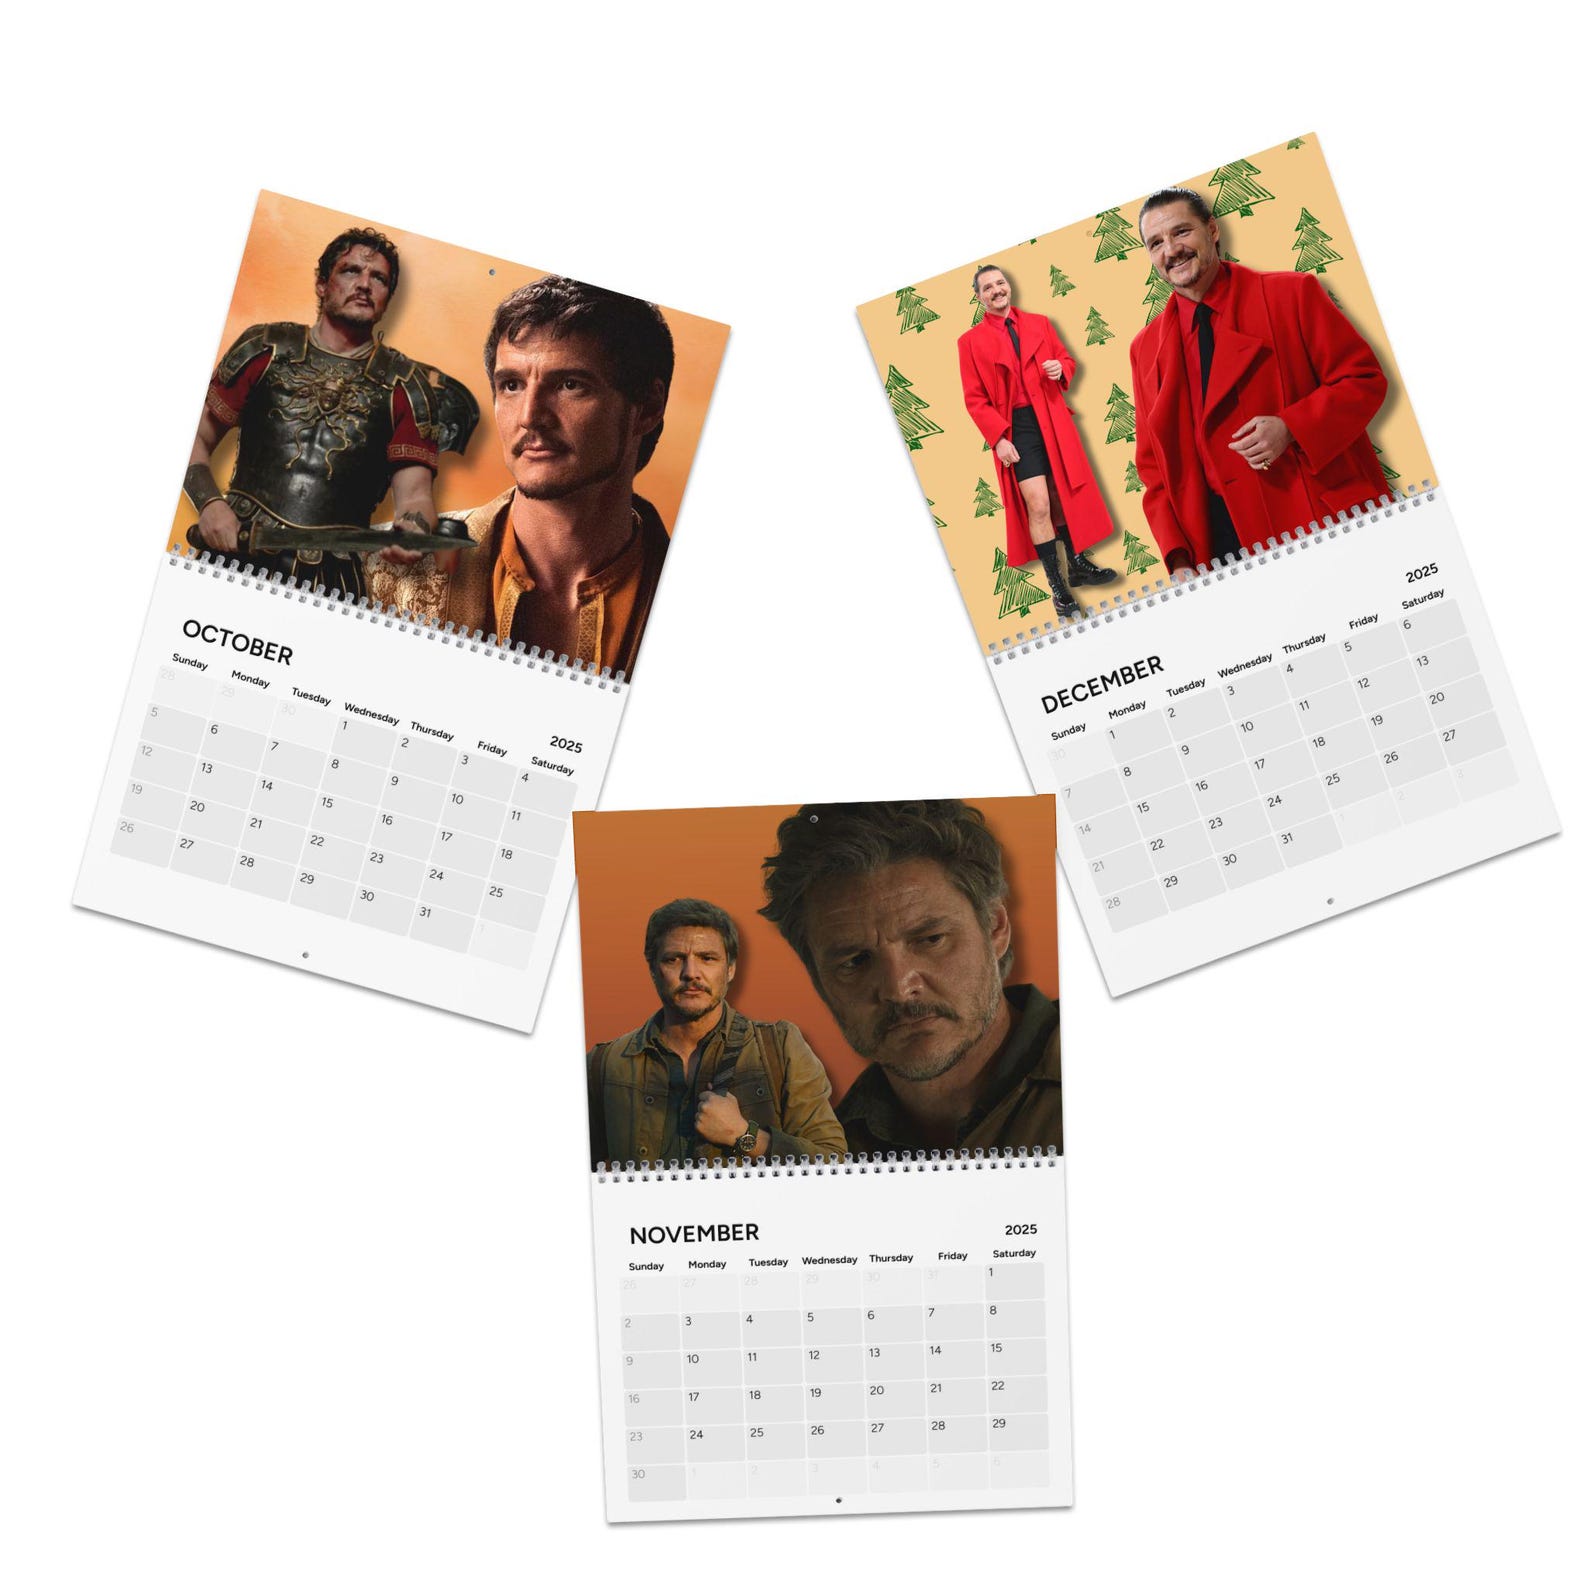 OCTOBER
2025
Sunday Monday Tuesday Wednesday Thursday Friday Saturday
28 29 30 1 2 3 4
5 6 7 8 9 10 11
12 13 14 15 16 17 18
19 20 21 22 23 24 25
26 27 28 29 30 31 1
DECEMBER
2025
Sunday Monday Tuesday Wednesday Thursday Friday Saturday
30 1 2 3 4 5 6
7 8 9 10 11 12 13
14 15 16 17 18 19 20
21 22 23 24 25 26 27
28 29 30 31 1 2 3
NOVEMBER 2025
Sunday Monday Tuesday Wednesday Thursday Friday Saturday
26 27 28 29 30 31 1
2 3 4 5 6 7 8
9 10 11 12 13 14 15
16 17 18 19 20 21 22
23 24 25 26 27 28 29
30 1 2 3 4 5 6